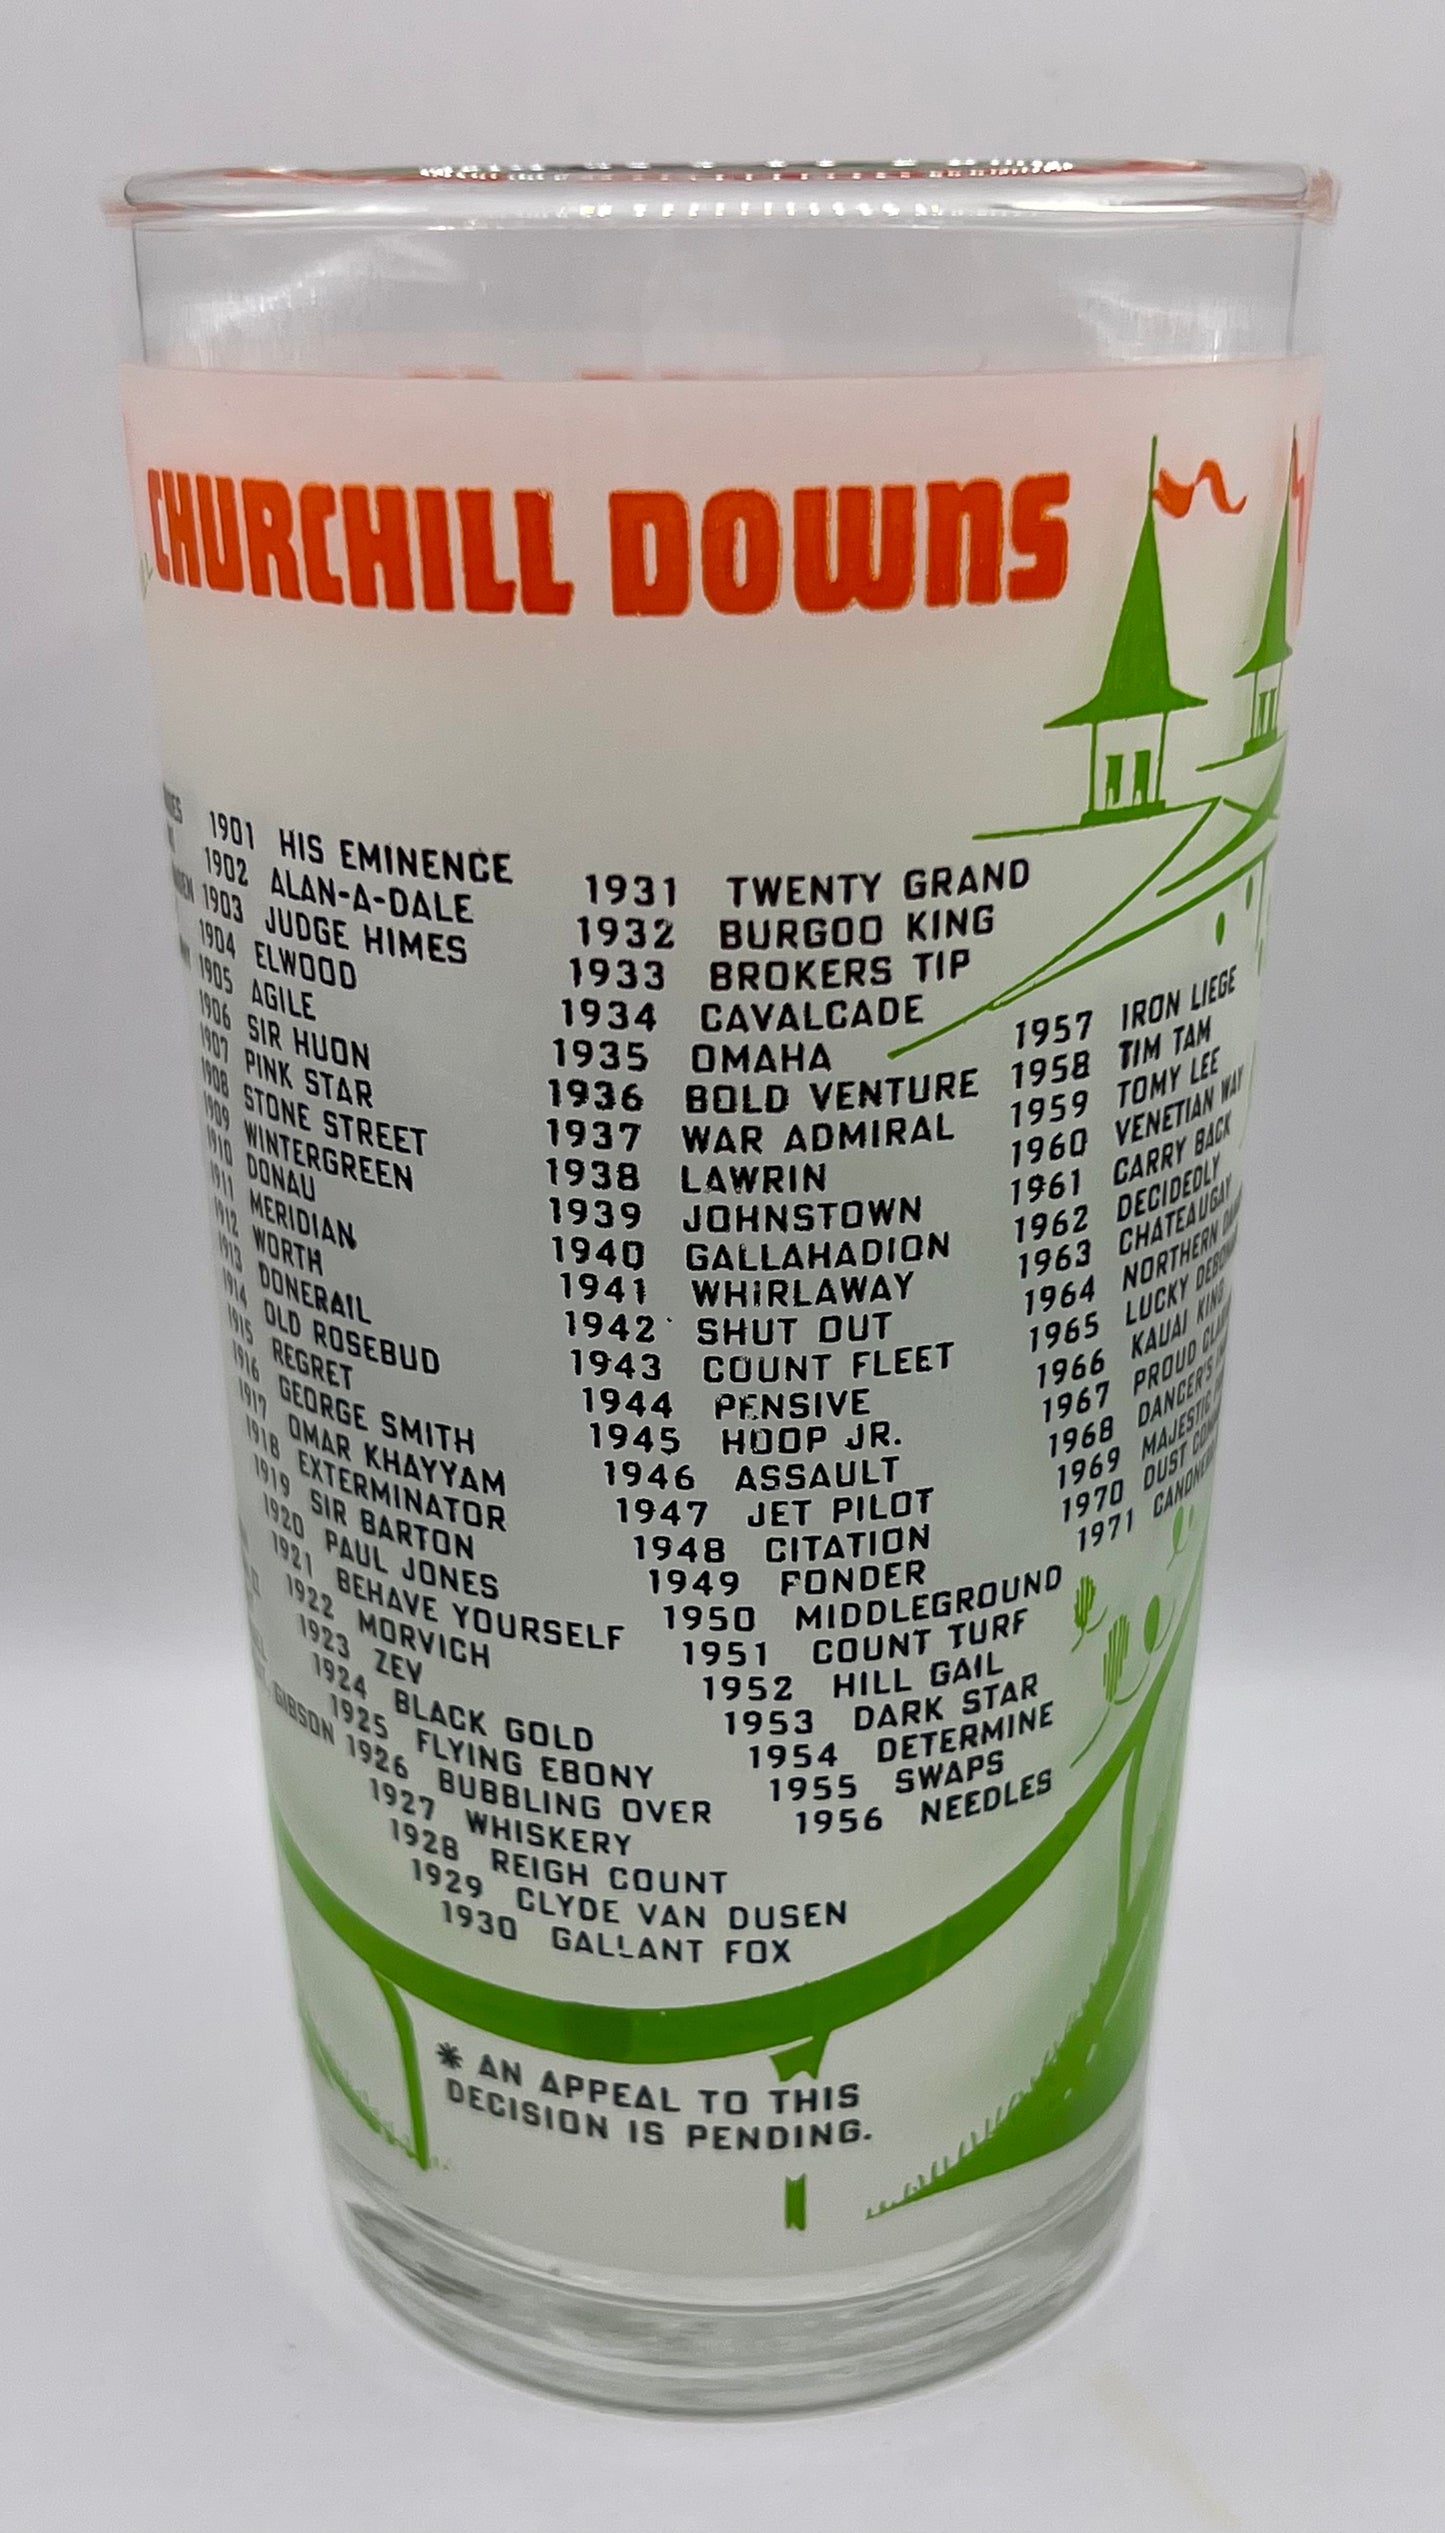 CHURCHILL DOWNS
1901 HIS EMINENCE
1902 ALAN-A-DALE
1903 JUDGE HIMES
1904 ELWOOD
1905 AGILE
1906 SIR HUON
1907 PINK STAR
1908 STONE STREET
1909 WINTERGREEN
1910 DONAU
1911 MERIDIAN
1912 WORTH
1913 DONERAIL
1914 OLD ROSEBUD
1915 REGRET
1916 GEORGE SMITH
1917 OMAR KHAYYAM
1918 EXTERMINATOR
1919 SIR BARTON
1920 PAUL JONES
1921 BEHAVE YOURSELF
1922 MORVICH
1923 ZEV
1924 BLACK GOLD
1925 FLYING EBONY
GIBSON 1926 BUBBLING OVER
1927 WHISKERY
1928 REIGH COUNT
1929 CLYDE VAN DUSEN
1930 GALLANT FOX
1931 TWENTY GRAND
1932 BURGOO KING
1933 BROKERS TIP
1934 CAVALCADE
1935 OMAHA
1936 BOLD VENTURE
1937 WAR ADMIRAL
1938 LAWRIN
1939 JOHNSTOWN
1940 GALLAHADION
1941 WHIRLAWAY
1942 SHUT OUT
1943 COUNT FLEET
1944 PENSIVE
1945 HOOP JR.
1946 ASSAULT
1947 JET PILOT
1948 CITATION
1949 PONDER
1950 MIDDLEGROUND
1951 COUNT TURF
1952 HILL GAIL
1953 DARK STAR
1954 DETERMINE
1955 SWAPS
1956 NEEDLES
1957 IRON LIEGE
1958 TIM TAM
1959 TOMY LEE
1960 VENETIAN WAY
1961 CARRY BACK
1962 DECIDEDLY
1963 CHATEAUGAY
1964 NORTHERN
1965 LUCKY
1966 KAUAI KING
1967 PROUD
1968 DANCER'S
1969 MAJESTIC
1970 DUST
1971
* AN APPEAL TO THIS
DECISION IS PENDING.